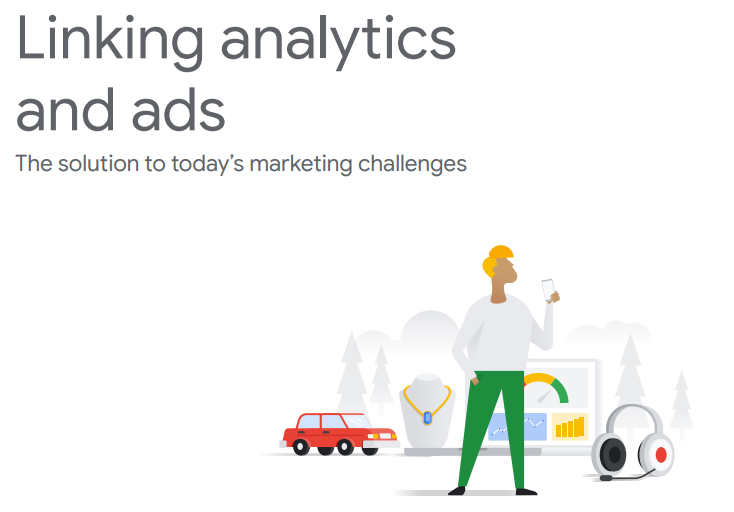 Linking analytics
and ads
The solution to today’s marketing challenges